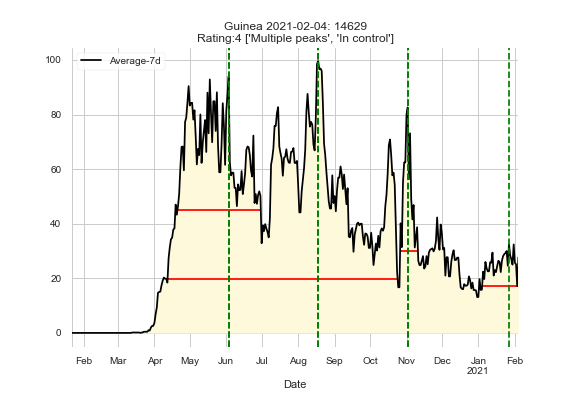 Guinea 2021-02-04: 14629
Rating:4 ['Multiple peaks', 'In control']
Average-7d
100
80
60
40
20
0
Feb Mar Apr May Jun Jul Aug Sep Oct Nov Dec Jan Feb
2021
Date